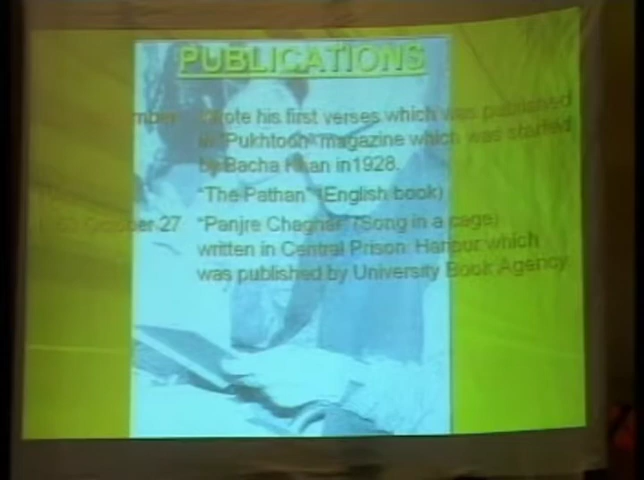 PUBLICATIONS
his first verses which was published
in "Pukhtoon" magazine which was started
by Bacha Khan in1928.
"The Pathan" (English book)
27 "Panjre Chaghar" (Song in a cage)
written in Central Prison Haripur which
was published by University Book Agency